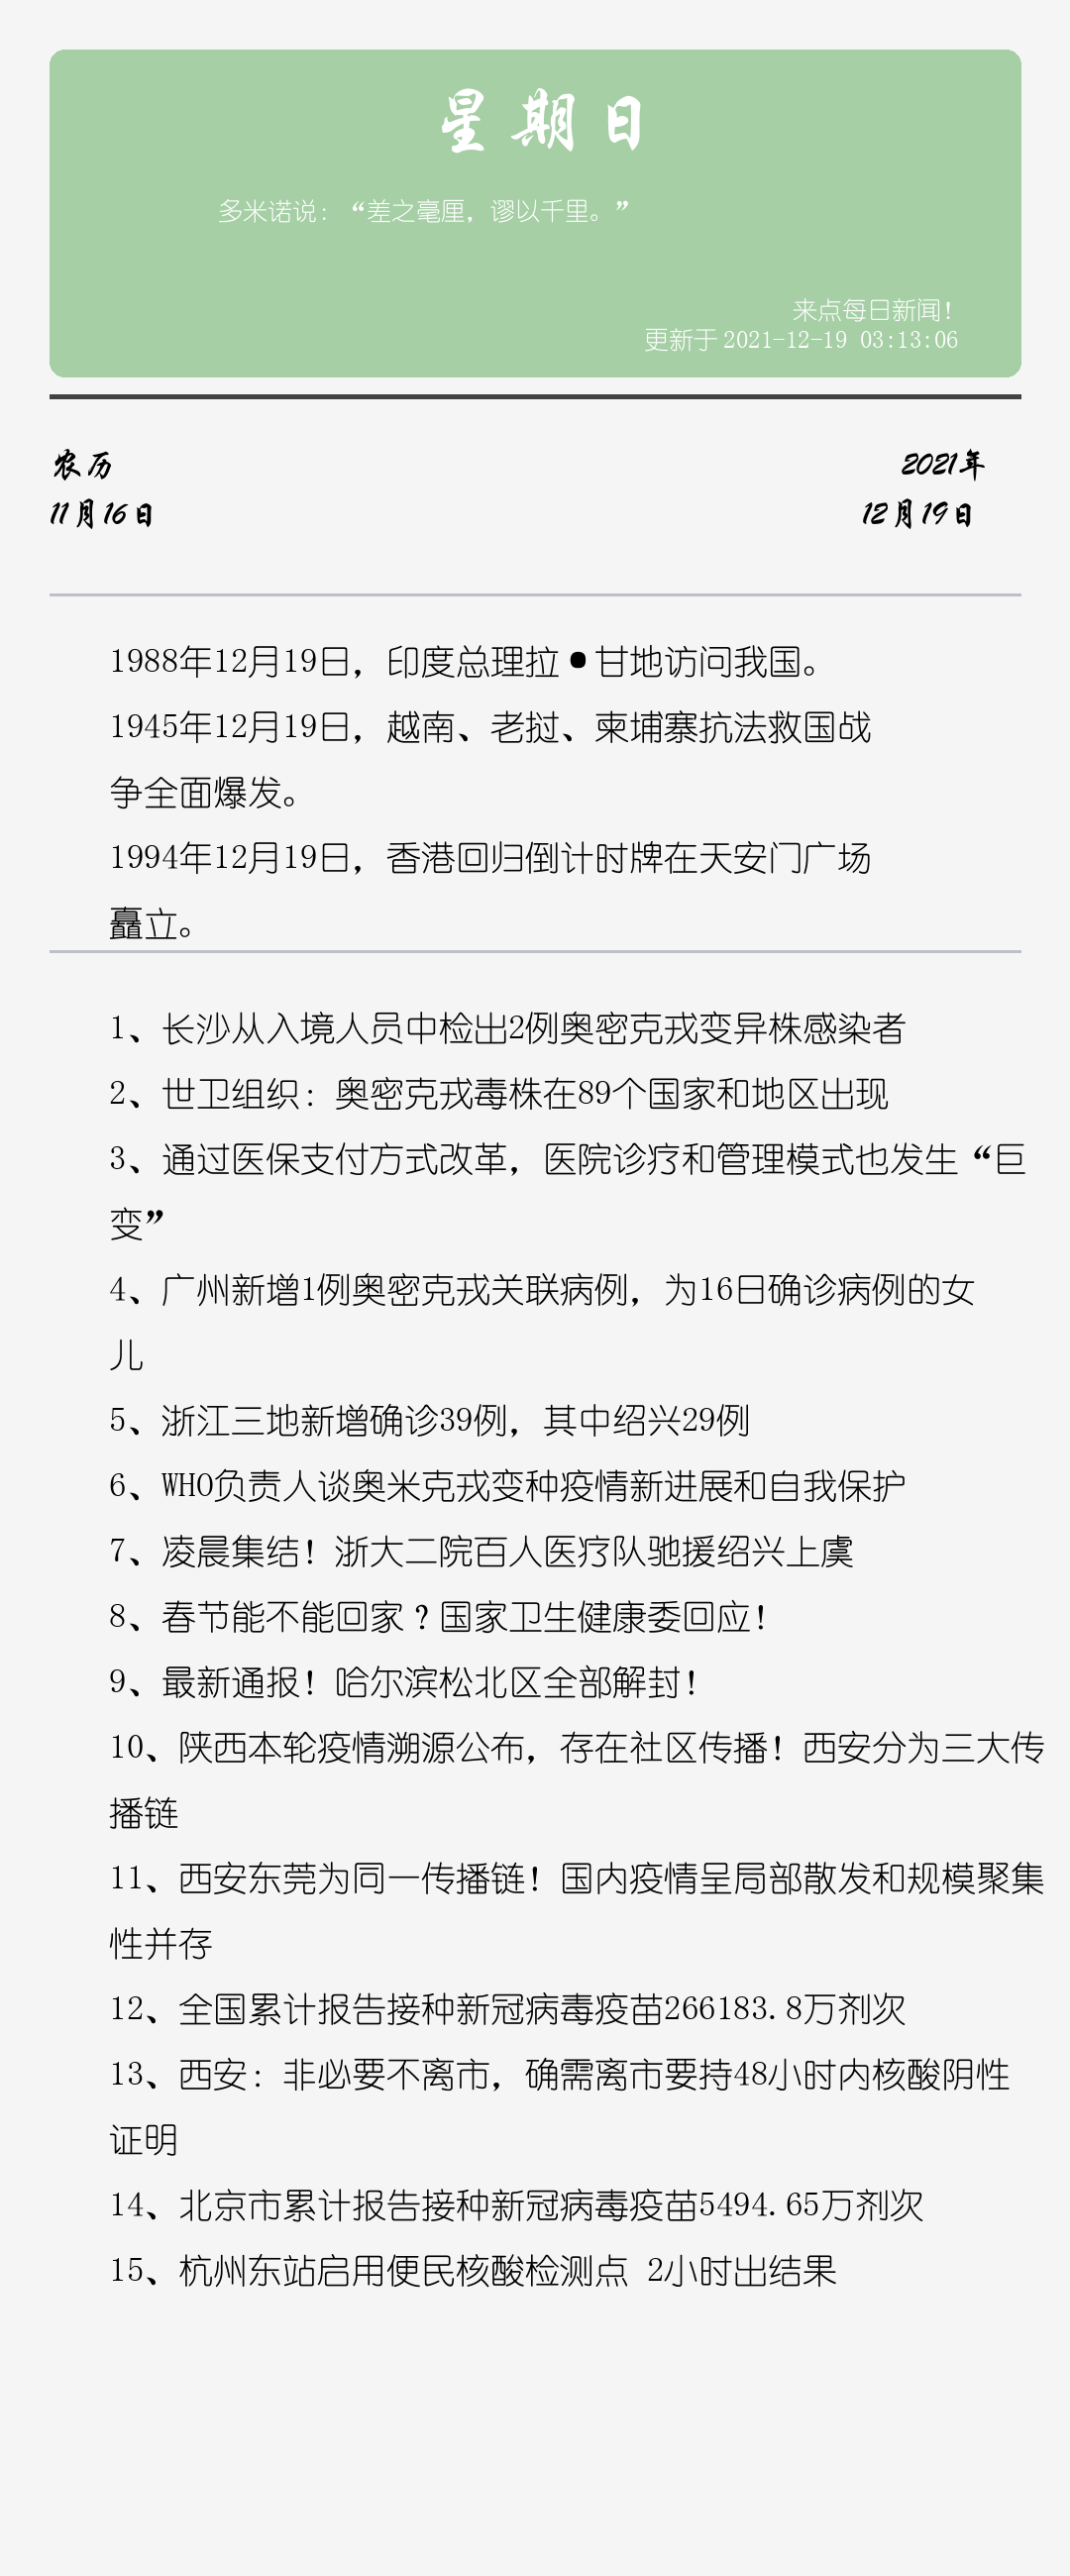 星期日
多米诺说：“差之毫厘，谬以千里。”
来点每日新闻！
更新于2021-12-19 03:13:06
农历
2021年
11月16日
12月19日
1988年12月19日，印度总理拉•甘地访问我国。
1945年12月19日，越南、老挝、柬埔寨抗法救国战
争全面爆发。
1994年12月19日，香港回归倒计时牌在天安门广场
矗立。
1、长沙从入境人员中检出2例奥密克戎变异株感染者
2、世卫组织：奥密克戎毒株在89个国家和地区出现
3、通过医保支付方式改革，医院诊疗和管理模式也发生“巨
变”
4、广州新增1例奥密克戎关联病例，为16日确诊病例的女
儿
5、浙江三地新增确诊39例，其中绍兴29例
6、WHO负责人谈奥米克戎变种疫情新进展和自我保护
7、凌晨集结！浙大二院百人医疗队驰援绍兴上虞
8、春节能不能回家？国家卫生健康委回应！
9、最新通报！哈尔滨松北区全部解封！
10、陕西本轮疫情溯源公布，存在社区传播！西安分为三大传
播链
11、西安东莞为同一传播链！国内疫情呈局部散发和规模聚集
性并存
12、全国累计报告接种新冠病毒疫苗266183.8万剂次
13、西安：非必要不离市，确需离市要持48小时内核酸阴性
证明
14、北京市累计报告接种新冠病毒疫苗5494.65万剂次
15、杭州东站启用便民核酸检测点 2小时出结果